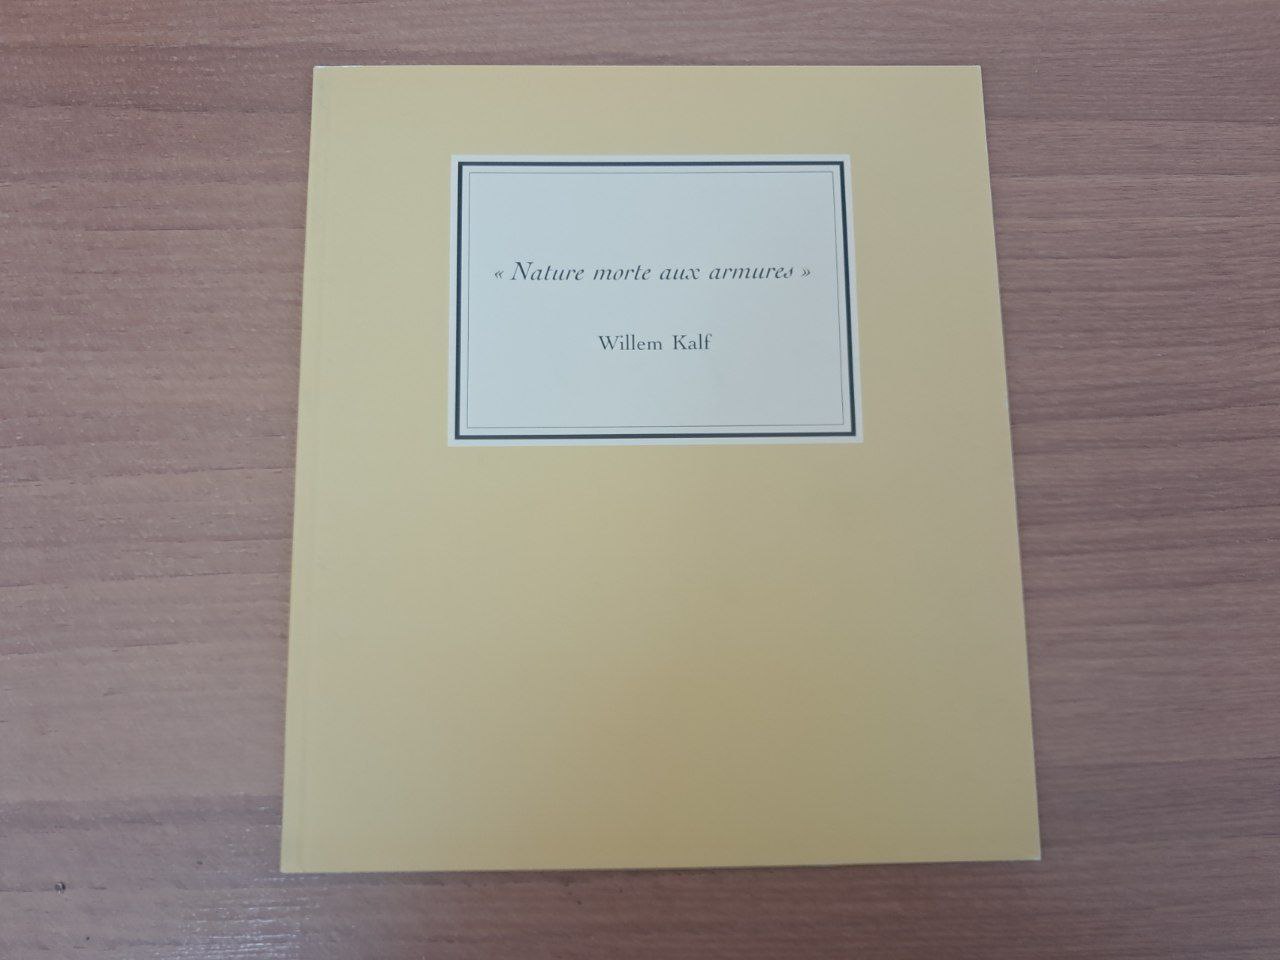 « Nature morte aux armures »
Willem Kalf